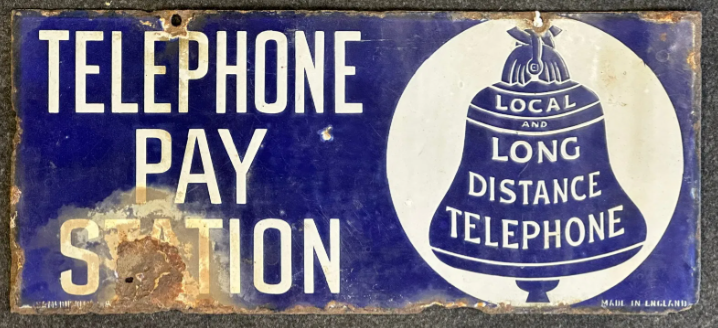 TELEPHONE
PAY
STATION
LOCAL
AND
LONG
DISTANCE
TELEPHONE
MADE IN ENGLAND